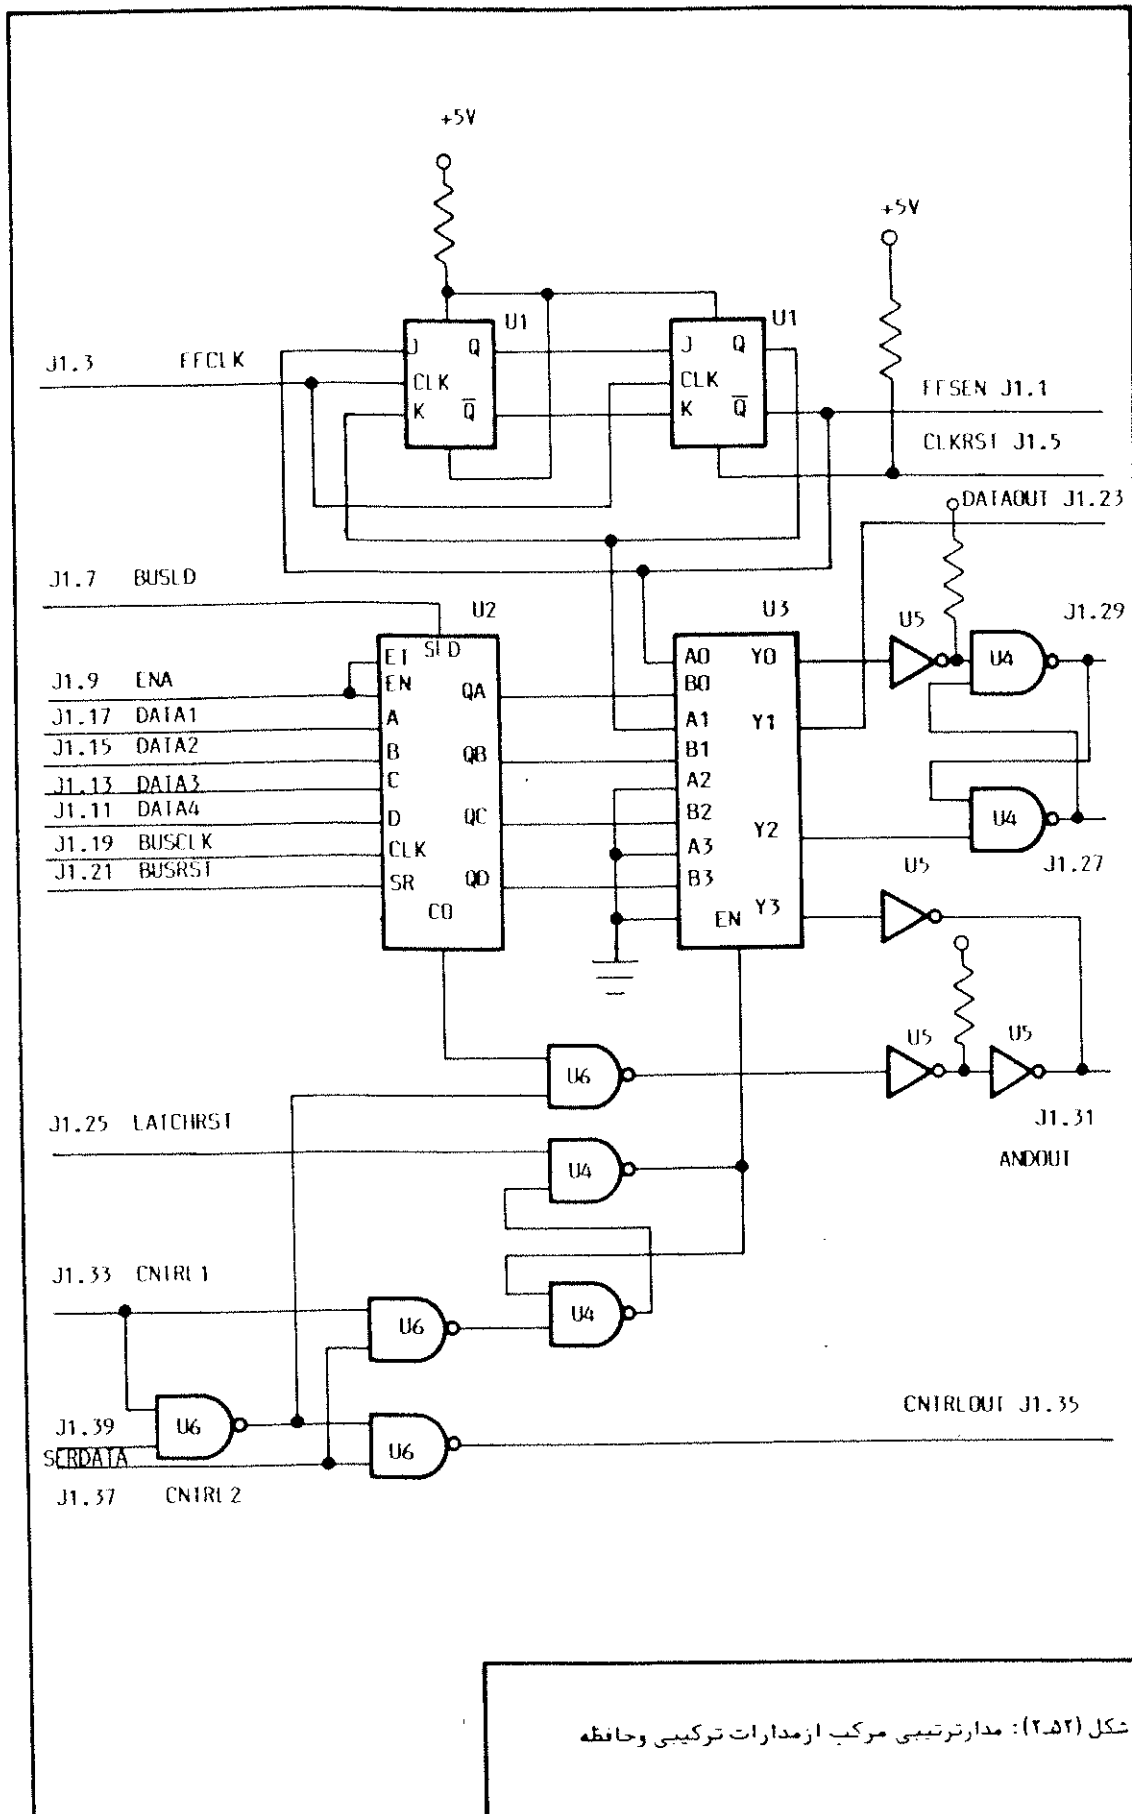 +5V
+5V
U1
U1
J Q
CLK
K Q̅
J Q
CLK
K Q̅
J1.3 FFCLK
FFSEN J1.1
CLKRST J1.5
DATAOUT J1.23
J1.7 BUSLD
U2
U3
U5
J1.29
SLD
ET
EN
QA
A
B
QB
C
D
QC
CLK
SR
QD
CO
A0 Y0
B0
A1 Y1
B1
A2
B2
Y2
A3
B3
Y3
EN
U4
U4
J1.27
J1.9 ENA
J1.17 DATA1
J1.15 DATA2
J1.13 DATA3
J1.11 DATA4
J1.19 BUSCLK
J1.21 BUSRST
U5
U5
U5
U6
J1.31
ANDOUT
J1.25 LATCHRST
U4
J1.33 CNTRL1
U4
U6
CNTRLOUT J1.35
J1.39
U6
U6
SERDATA
J1.37 CNTRL2
شکل (۲ـ۵۲): مدارترتیبی مرکب ازمدارات ترکیبی وحافظه